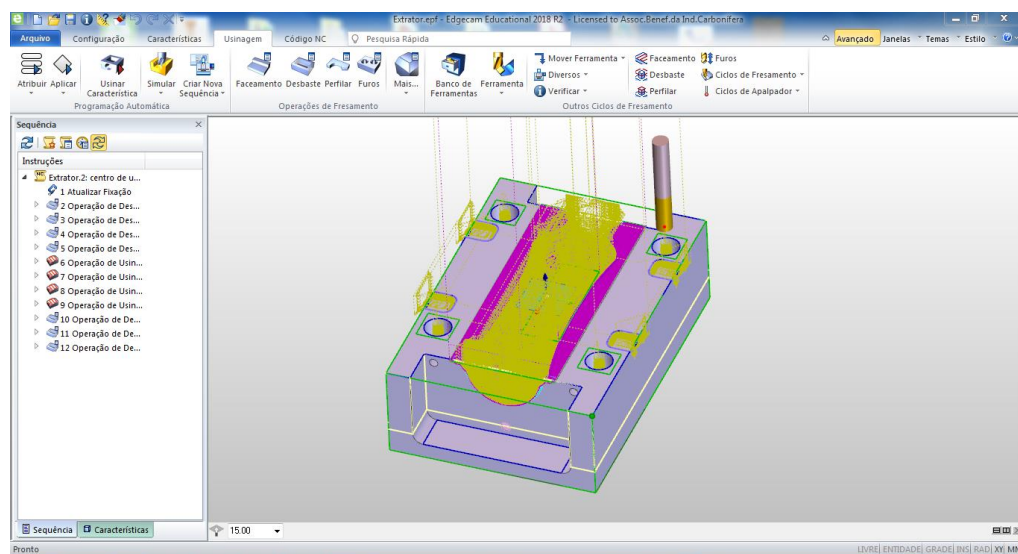 Extrator.epf - Edgecam Educational 2018 R2 - Licensed to Assoc.Benef.da Ind.Carbonífera
Arquivo Configuração Características Usinagem Código NC Pesquisa Rápida Avançado Janelas Temas Estilo
Mover Ferramenta Faceamento Furos
Atribuir Aplicar Usinar Característica Simular Criar Nova Sequência Faceamento Desbaste Perfilar Furos Mais... Banco de Ferramentas Ferramenta Diversos Desbaste Ciclos de Fresamento
Verificar Perfilar Ciclos de Apalpador
Programação Automática Operações de Fresamento Outros Ciclos de Fresamento
Sequência
Instruções
Extrator.2: centro de u...
1 Atualizar Fixação
2 Operação de Des...
3 Operação de Des...
4 Operação de Des...
5 Operação de Des...
6 Operação de Usin...
7 Operação de Usin...
8 Operação de Usin...
9 Operação de Usin...
10 Operação de De...
11 Operação de De...
12 Operação de De...
Sequência Características 15.00
Pronto LIVRE ENTIDADE GRADE INS RAD XY MM